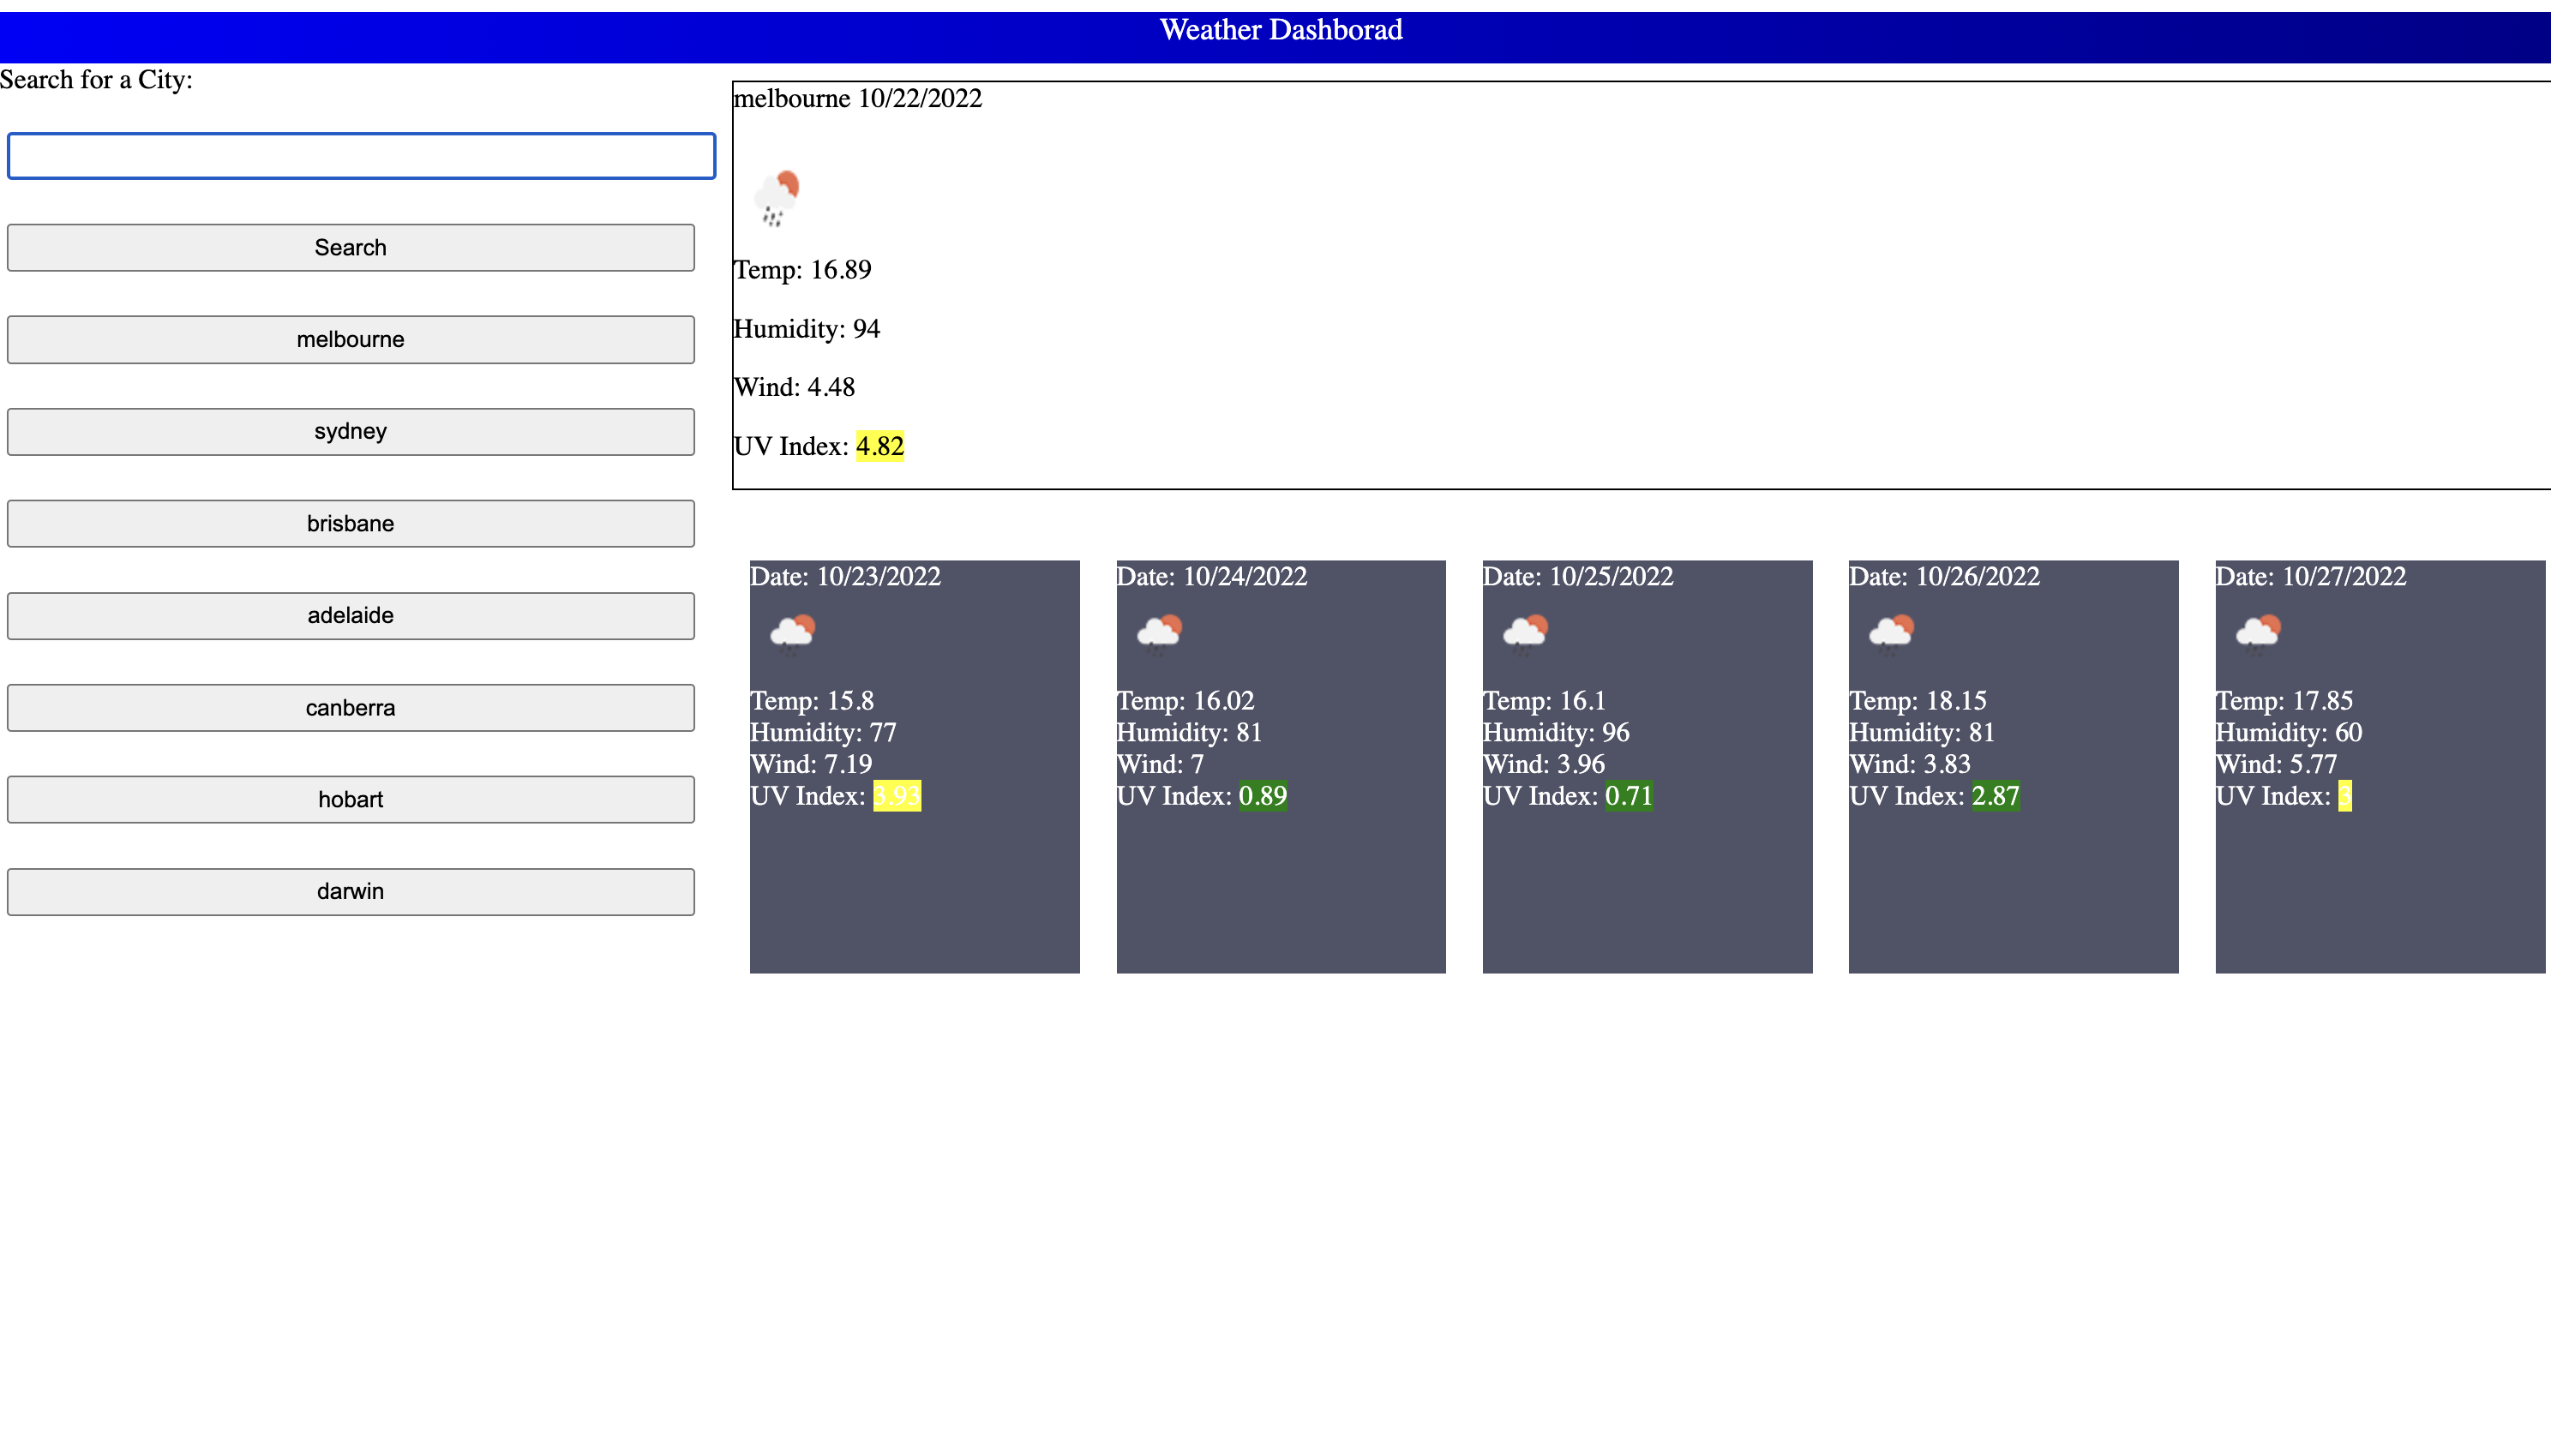 Weather Dashborad
Search for a City:
Search
melbourne
sydney
brisbane
adelaide
canberra
hobart
darwin
melbourne 10/22/2022
Temp: 16.89
Humidity: 94
Wind: 4.48
UV Index: 4.82
Date: 10/23/2022
Temp: 15.8
Humidity: 77
Wind: 7.19
UV Index: 3.93
Date: 10/24/2022
Temp: 16.02
Humidity: 81
Wind: 7
UV Index: 0.89
Date: 10/25/2022
Temp: 16.1
Humidity: 96
Wind: 3.96
UV Index: 0.71
Date: 10/26/2022
Temp: 18.15
Humidity: 81
Wind: 3.83
UV Index: 2.87
Date: 10/27/2022
Temp: 17.85
Humidity: 60
Wind: 5.77
UV Index: 3